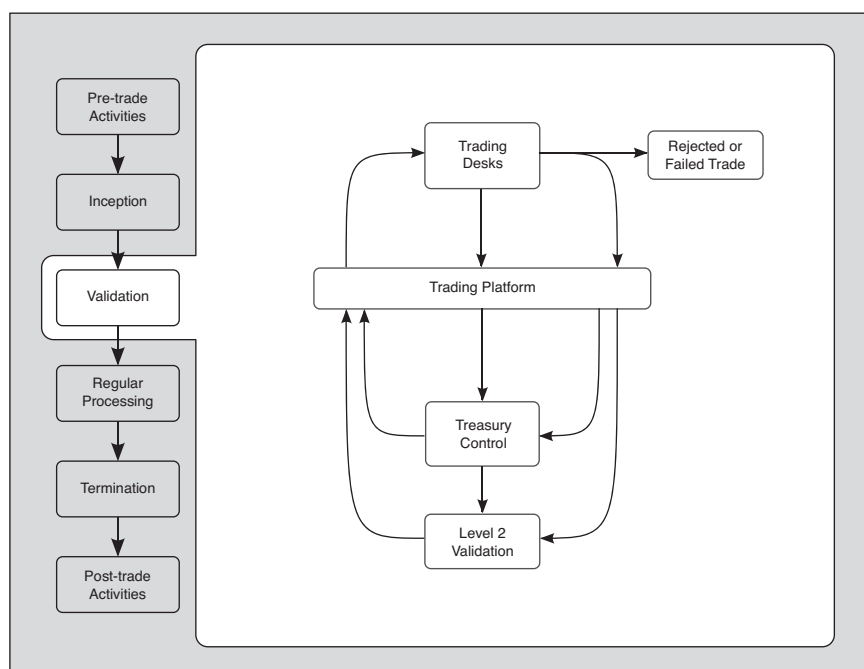 Pre-trade
Activities
Inception
Validation
Regular
Processing
Termination
Post-trade
Activities
Trading
Desks
Rejected or
Failed Trade
Trading Platform
Treasury
Control
Level 2
Validation